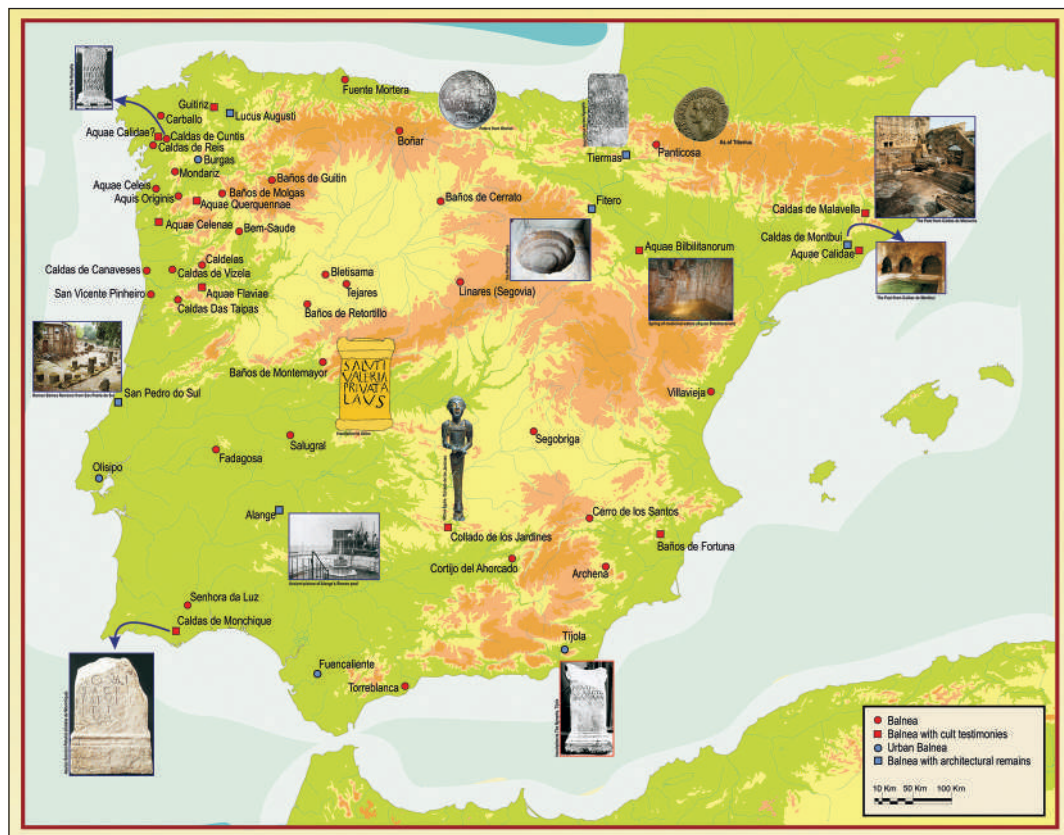 Fuente Mortera
Guitiriz
Carballo
Lucus Augusti
Aquae Calidae?
Caldas de Cuntis
Caldas de Reis
Burgas
Boñar
Tiermas
As of Tiberius
Panticosa
Mondariz
Baños de Guitin
Aquae Celeis
Baños de Molgas
Aquis Originis
Aquae Querquennae
Baños de Cerrato
Fitero
Caldas de Malavella
Aquae Celenae
Bem-Saude
Caldas de Montbui
Aquae Bilbilitanorum
Aquae Calidae
Caldelas
Caldas de Canaveses
Caldas de Vizela
Bletisama
Tejares
Linares (Segovia)
San Vicente Pinheiro
Aquae Flaviae
Caldas Das Taipas
Baños de Retortillo
Baños de Montemayor
SALVTI
VALERIA
PRIVATA
LAVS
San Pedro do Sul
Villavieja
Salugral
Segobriga
Fadagosa
Olisipo
Alange
Cerro de los Santos
Collado de los Jardines
Baños de Fortuna
Cortijo del Ahorcado
Archena
Senhora da Luz
Caldas de Monchique
Tíjola
Fuencaliente
Torreblanca
Balnea
Balnea with cult testimonies
Urban Balnea
Balnea with architectural remains
10 Km 50 Km 100 Km